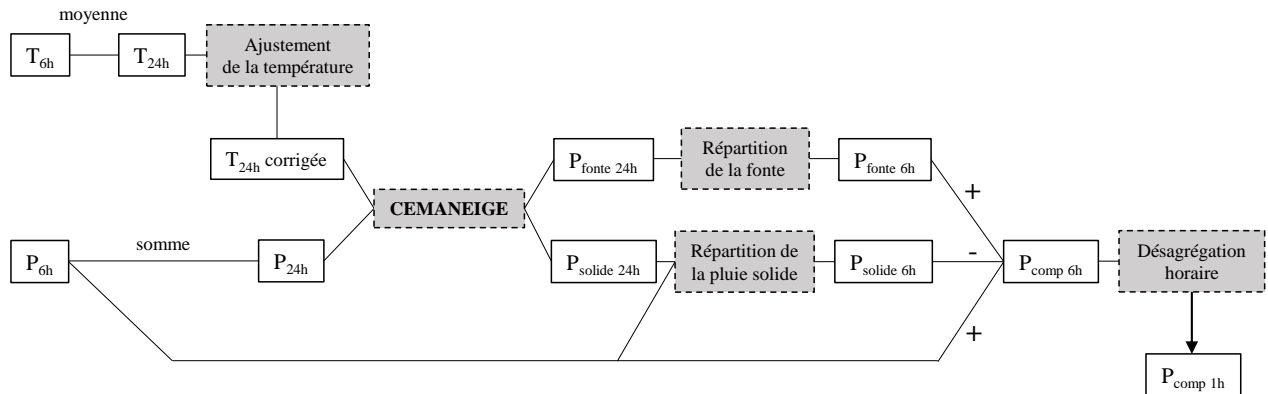 moyenne
T6h
T24h
Ajustement
de la température
T24h corrigée
Pfonte 24h
Répartition
de la fonte
Pfonte 6h
+
CEMANEIGE
P6h
somme
P24h
Psolide 24h
Répartition de
la pluie solide
Psolide 6h
-
Pcomp 6h
Désagrégation
horaire
+
Pcomp 1h